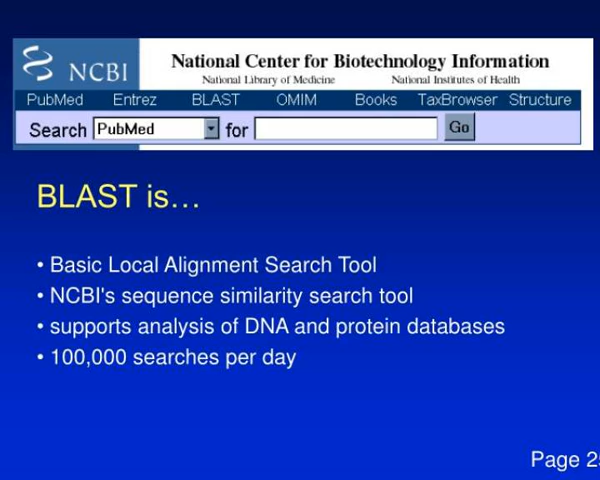 NCBI
National Center for Biotechnology Information
National Library of Medicine National Institutes of Health
PubMed Entrez BLAST OMIM Books TaxBrowser Structure
Search PubMed for Go
BLAST is…
• Basic Local Alignment Search Tool
• NCBI's sequence similarity search tool
• supports analysis of DNA and protein databases
• 100,000 searches per day
Page